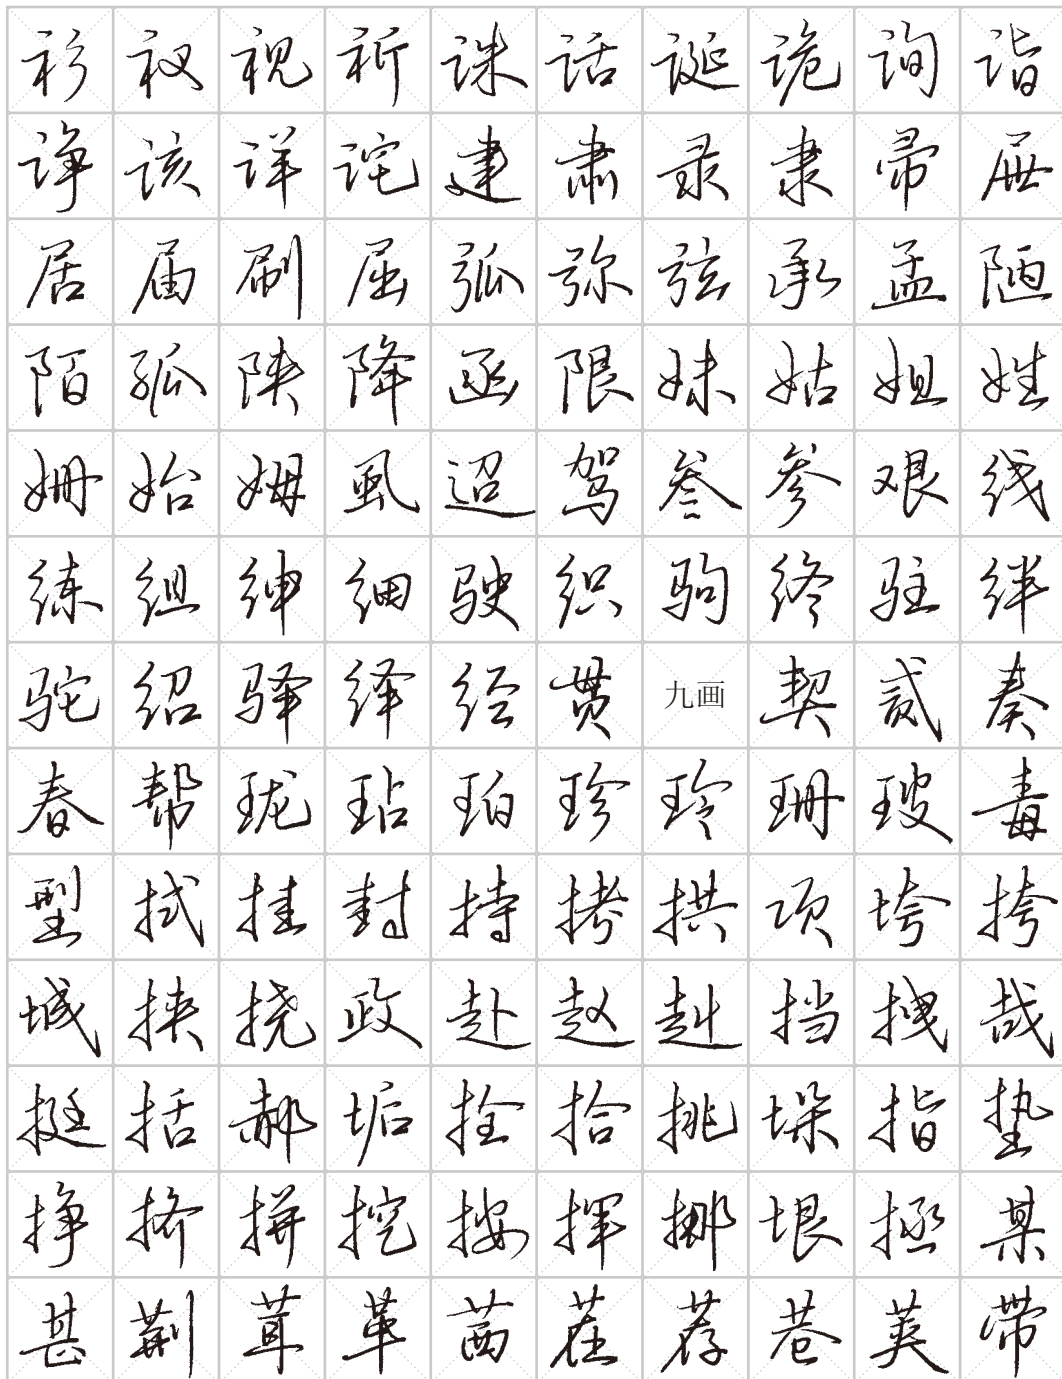 衫衩视祈诛话诞诡询诣
诤该详诧建肃录隶帚屉
居届刷屈弧弥弦承孟陋
陌孤陕降函限妹姑姐姓
姗始姆虱迢驾叁参艰线
练组绅细驶织驹终驻绊
驼绍驿绎经贯九画契贰奏
春帮珑玷珀珍玲珊玻毒
型拭挂封持拷拱项垮挎
城挟挠政赴赵赳挡拽哉
挺括郝垢拴拾挑垛指垫
挣挤拼挖按挥挪垠拯某
甚荆茸革茜茬荐巷荚带